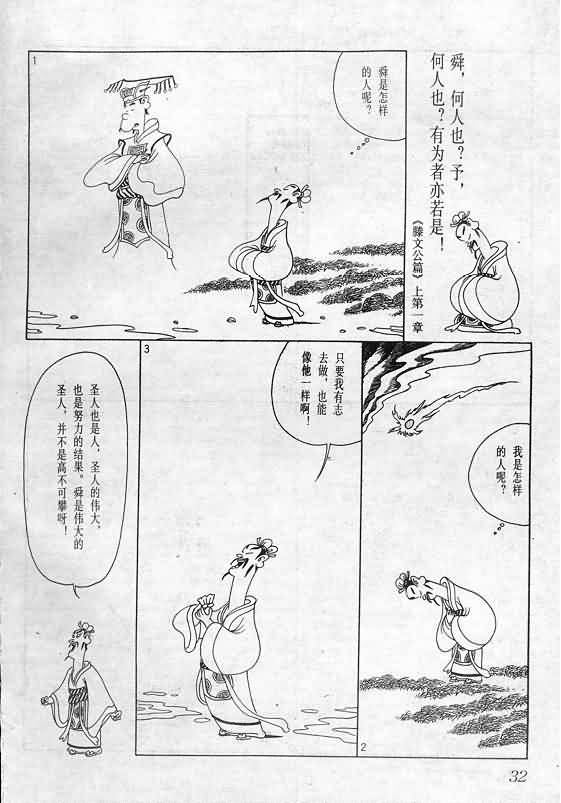 舜，何人也？予，
何人也？有为者亦若是！
《滕文公篇》上第一章
1
舜是怎样
的人呢？
2
我是怎样
的人呢？
3
只要我有志
去做，也能
像他一样啊！
圣人也是人，圣人的伟大，
也是努力的结果。舜是伟大的
圣人，并不是高不可攀呀！
32